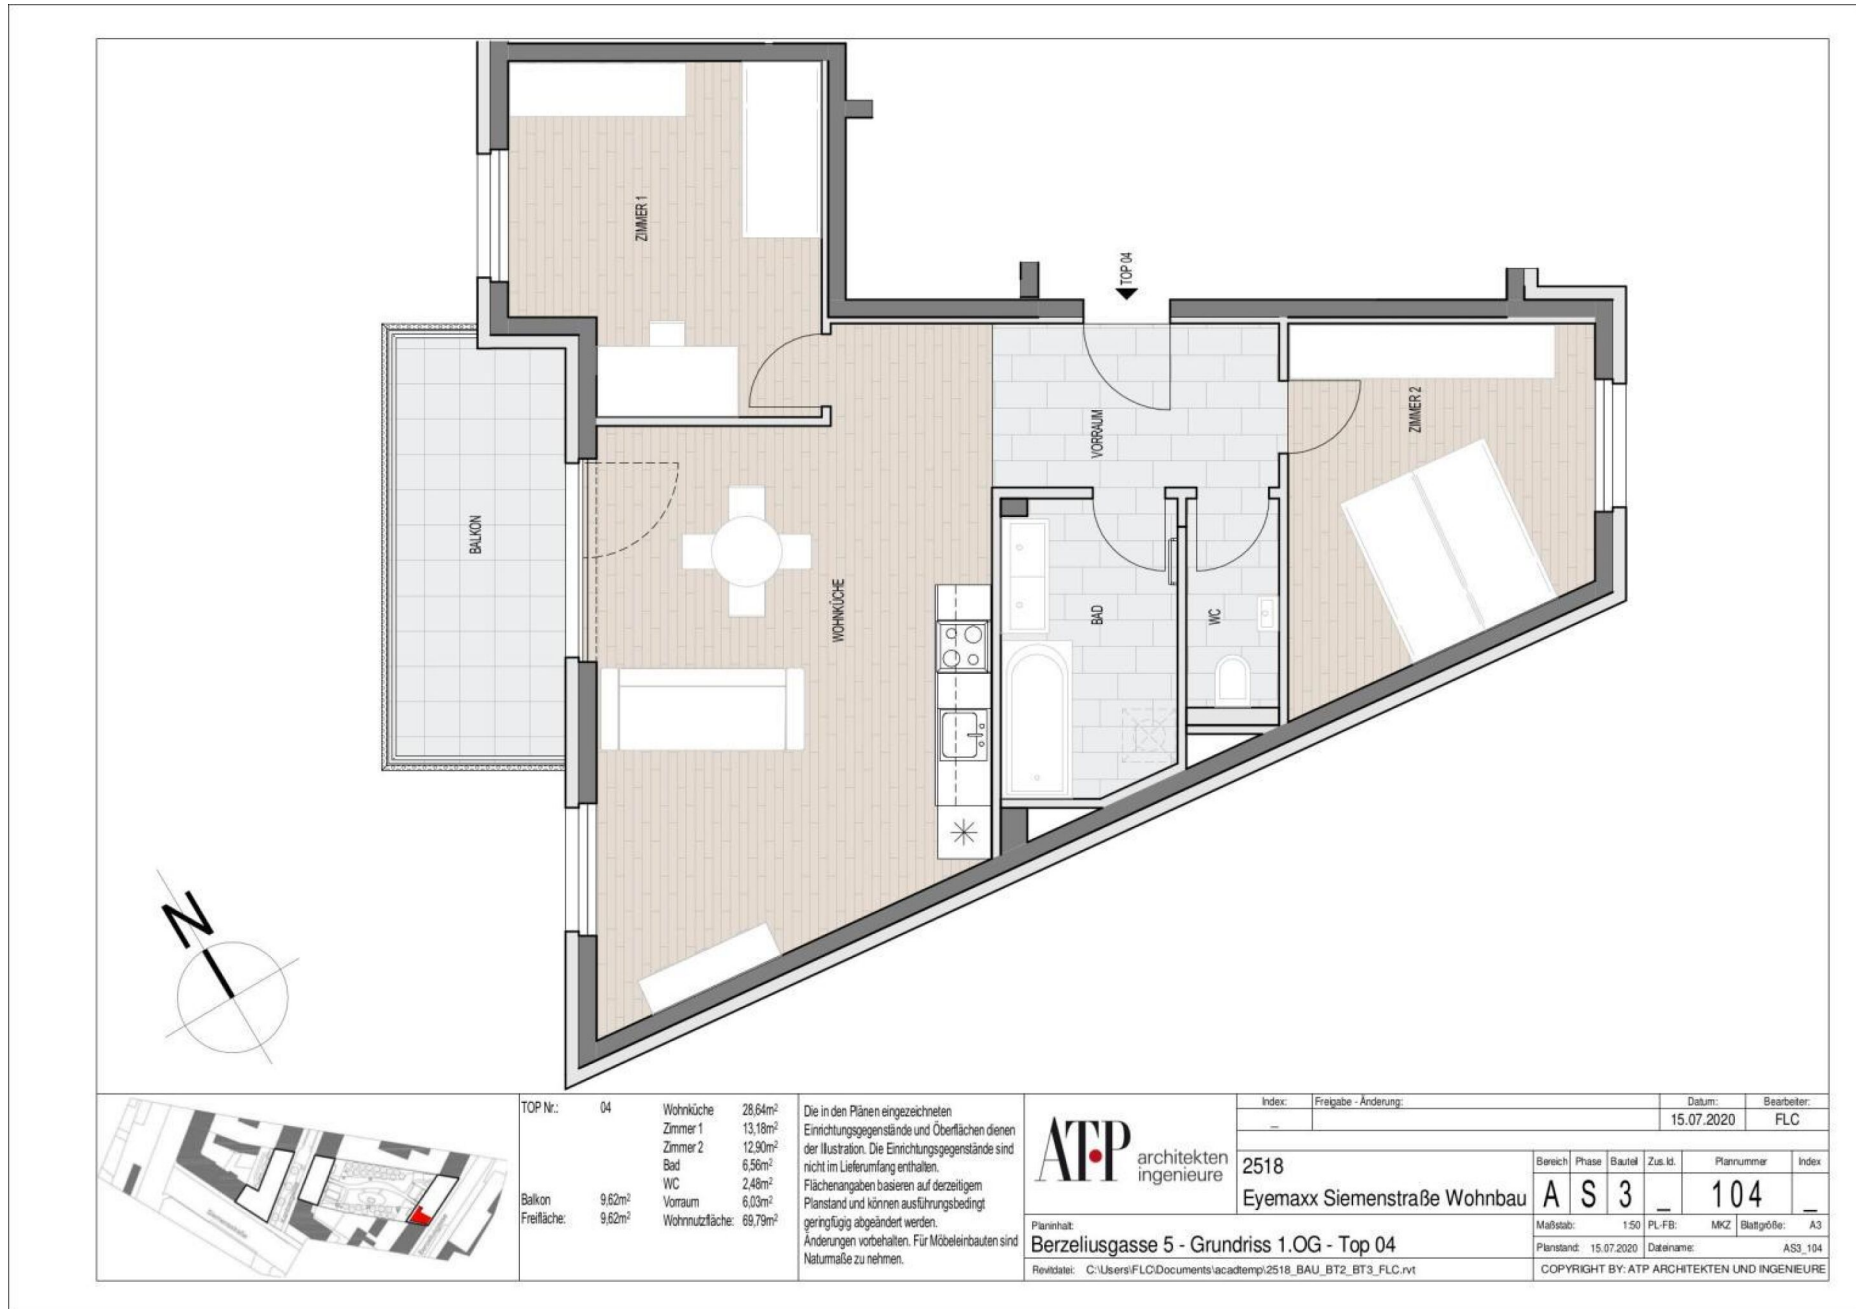 ZIMMER 1
TOP 04
ZIMMER 2
VORRAUM
BALKON
WOHNKÜCHE
BAD
WC
N
TOP Nr.: 04
Balkon 9,62m²
Freifläche: 9,62m²
Wohnküche 28,64m²
Zimmer 1 13,18m²
Zimmer 2 12,90m²
Bad 6,56m²
WC 2,48m²
Vorraum 6,03m²
Wohnnutzfläche: 69,79m²
Die in den Plänen eingezeichneten
Einrichtungsgegenstände und Oberflächen dienen
der Illustration. Die Einrichtungsgegenstände sind
nicht im Lieferumfang enthalten.
Flächenangaben basieren auf derzeitigem
Planstand und können ausführungsbedingt
geringfügig abgeändert werden.
Änderungen vorbehalten. Für Möbeleinbauten sind
Naturmaße zu nehmen.
ATP architekten
ingenieure
Index: Freigabe - Änderung: Datum: Bearbeiter:
_ 15.07.2020 FLC
2518
Eyemaxx Siemenstraße Wohnbau
Bereich Phase Bauteil Zus.Id. Plannummer Index
A S 3 _ 104 _
Maßstab: 1:50 PL-FB: MKZ Blattgröße: A3
Planstand: 15.07.2020 Dateiname: AS3_104
Planinhalt:
Berzeliusgasse 5 - Grundriss 1.OG - Top 04
Revitdatei: C:\Users\FLC\Documents\acadtemp\2518_BAU_BT2_BT3_FLC.rvt
COPYRIGHT BY: ATP ARCHITEKTEN UND INGENIEURE
Siemensstraße